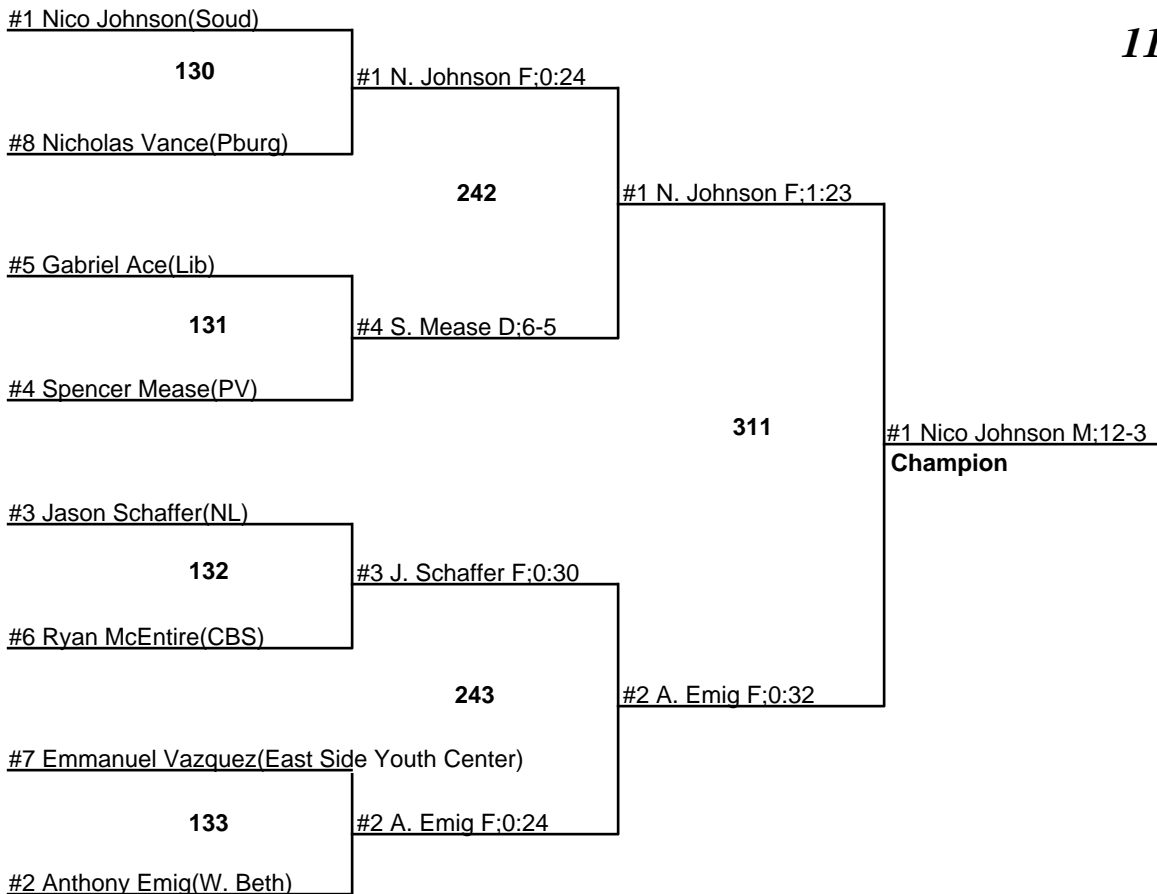 #1 Nico Johnson(Soud)
11
130
#1 N. Johnson F;0:24
#8 Nicholas Vance(Pburg)
242
#1 N. Johnson F;1:23
#5 Gabriel Ace(Lib)
131
#4 S. Mease D;6-5
#4 Spencer Mease(PV)
311
#1 Nico Johnson M;12-3
Champion
#3 Jason Schaffer(NL)
132
#3 J. Schaffer F;0:30
#6 Ryan McEntire(CBS)
243
#2 A. Emig F;0:32
#7 Emmanuel Vazquez(East Side Youth Center)
133
#2 A. Emig F;0:24
#2 Anthony Emig(W. Beth)